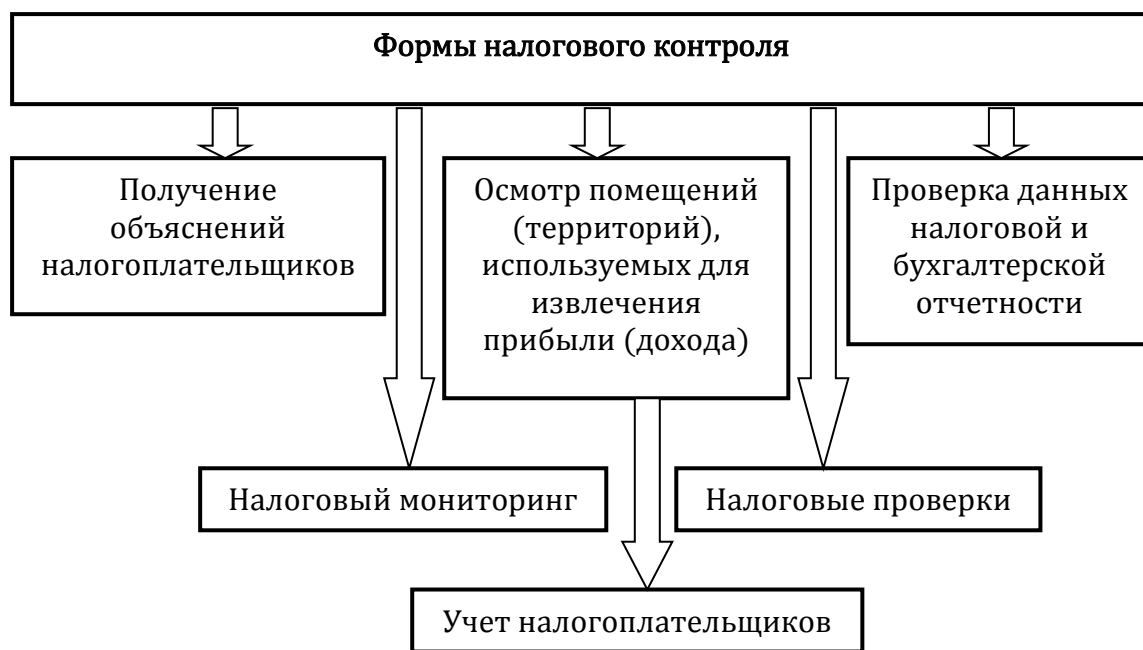 Формы налогового контроля
Получение
объяснений
налогоплательщиков
Осмотр помещений
(территорий),
используемых для
извлечения
прибыли (дохода)
Проверка данных
налоговой и
бухгалтерской
отчетности
Налоговый мониторинг
Налоговые проверки
Учет налогоплательщиков